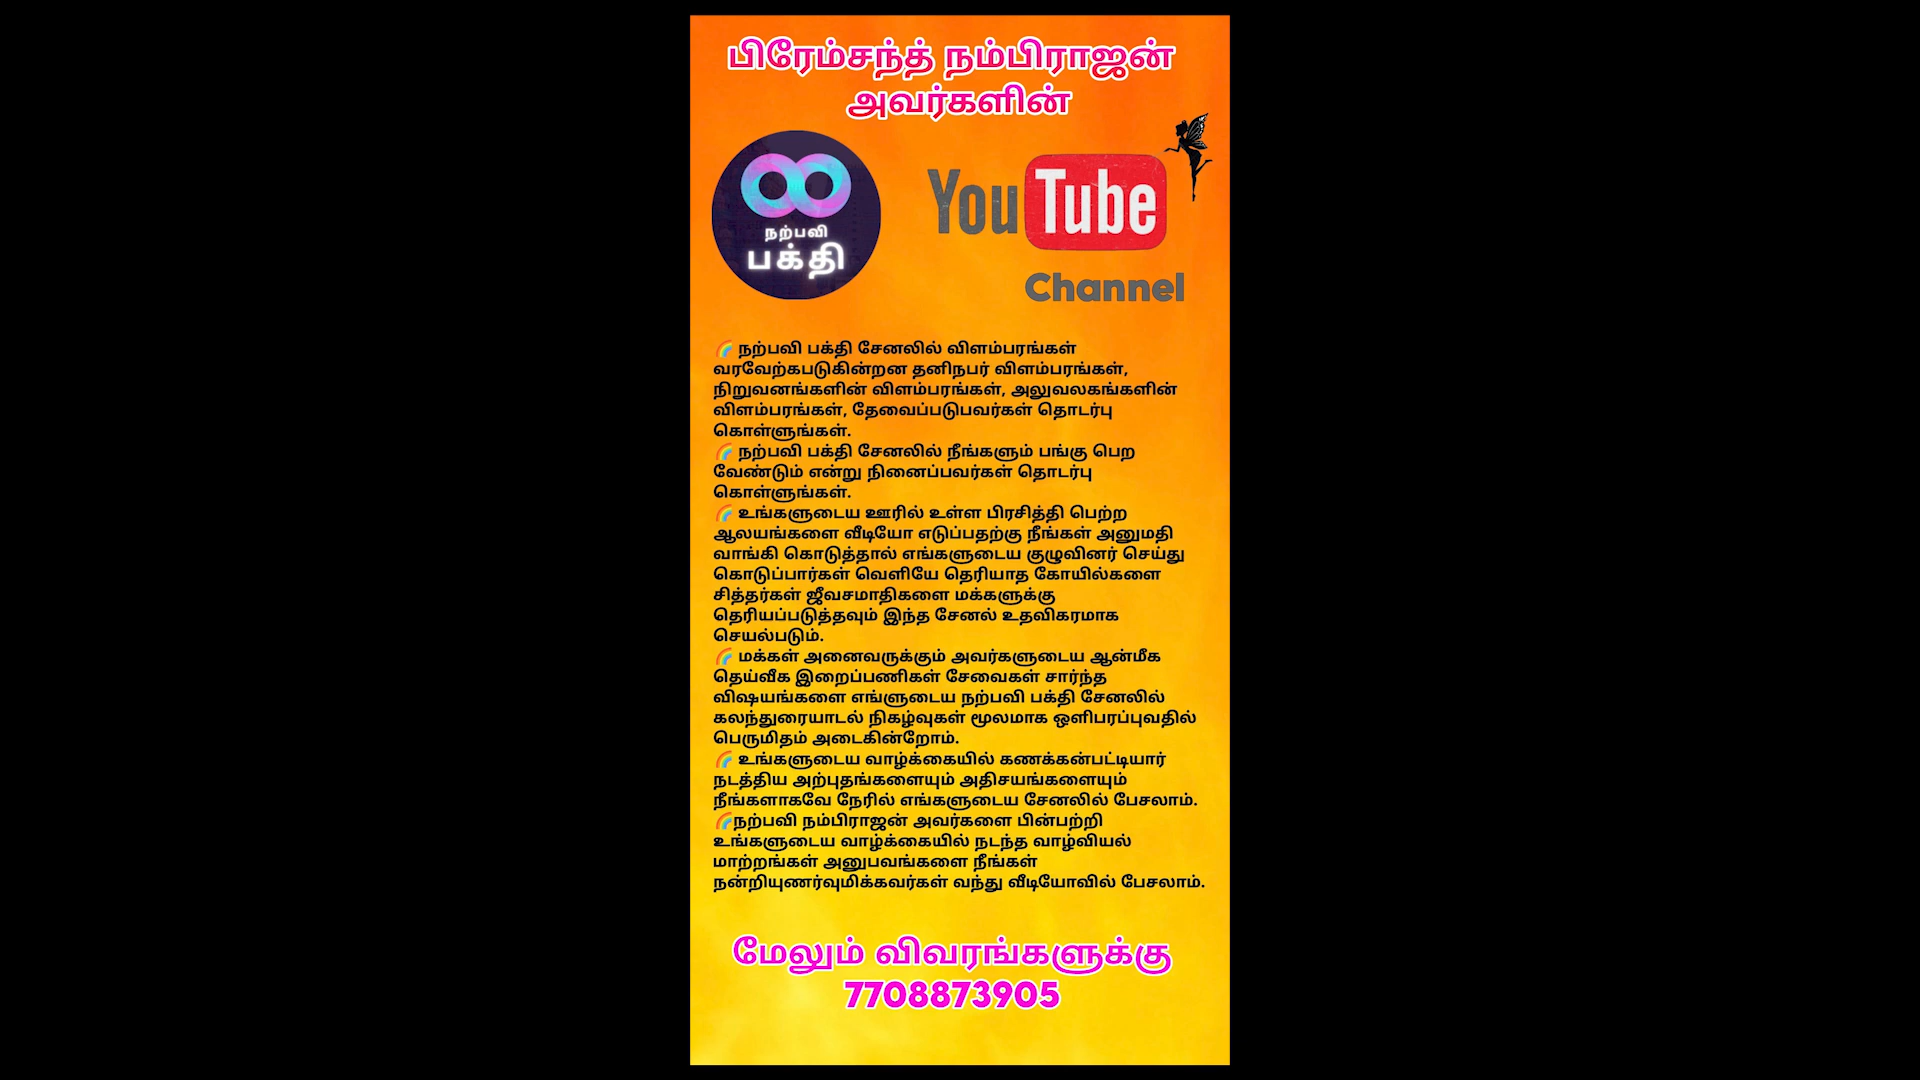 பிரேம்சந்த் நம்பிராஜன்
அவர்களின்
நற்பவி
பக்தி
YouTube
Channel
🌈 நற்பவி பக்தி சேனலில் விளம்பரங்கள்
வரவேற்கபடுகின்றன தனிநபர் விளம்பரங்கள்,
நிறுவனங்களின் விளம்பரங்கள், அலுவலகங்களின்
விளம்பரங்கள், தேவைப்படுபவர்கள் தொடர்பு
கொள்ளுங்கள்.
🌈 நற்பவி பக்தி சேனலில் நீங்களும் பங்கு பெற
வேண்டும் என்று நினைப்பவர்கள் தொடர்பு
கொள்ளுங்கள்.
🌈 உங்களுடைய ஊரில் உள்ள பிரசித்தி பெற்ற
ஆலயங்களை வீடியோ எடுப்பதற்கு நீங்கள் அனுமதி
வாங்கி கொடுத்தால் எங்களுடைய குழுவினர் செய்து
கொடுப்பார்கள் வெளியே தெரியாத கோயில்களை
சித்தர்கள் ஜீவசமாதிகளை மக்களுக்கு
தெரியப்படுத்தவும் இந்த சேனல் உதவிகரமாக
செயல்படும்.
🌈 மக்கள் அனைவருக்கும் அவர்களுடைய ஆன்மீக
தெய்வீக இறைப்பணிகள் சேவைகள் சார்ந்த
விஷயங்களை எங்ளுடைய நற்பவி பக்தி சேனலில்
கலந்துரையாடல் நிகழ்வுகள் மூலமாக ஒளிபரப்புவதில்
பெருமிதம் அடைகின்றோம்.
🌈 உங்களுடைய வாழ்க்கையில் கணக்கன்பட்டியார்
நடத்திய அற்புதங்களையும் அதிசயங்களையும்
நீங்களாகவே நேரில் எங்களுடைய சேனலில் பேசலாம்.
🌈நற்பவி நம்பிராஜன் அவர்களை பின்பற்றி
உங்களுடைய வாழ்க்கையில் நடந்த வாழ்வியல்
மாற்றங்கள் அனுபவங்களை நீங்கள்
நன்றியுணர்வுமிக்கவர்கள் வந்து வீடியோவில் பேசலாம்.
மேலும் விவரங்களுக்கு
7708873905